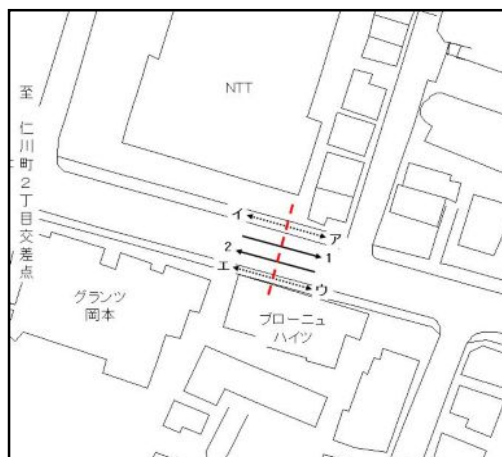 NTT
至　仁川町２丁目交差点
イ
ア
2
1
エ
ウ
グランツ
岡本
ブローニュ
ハイツ